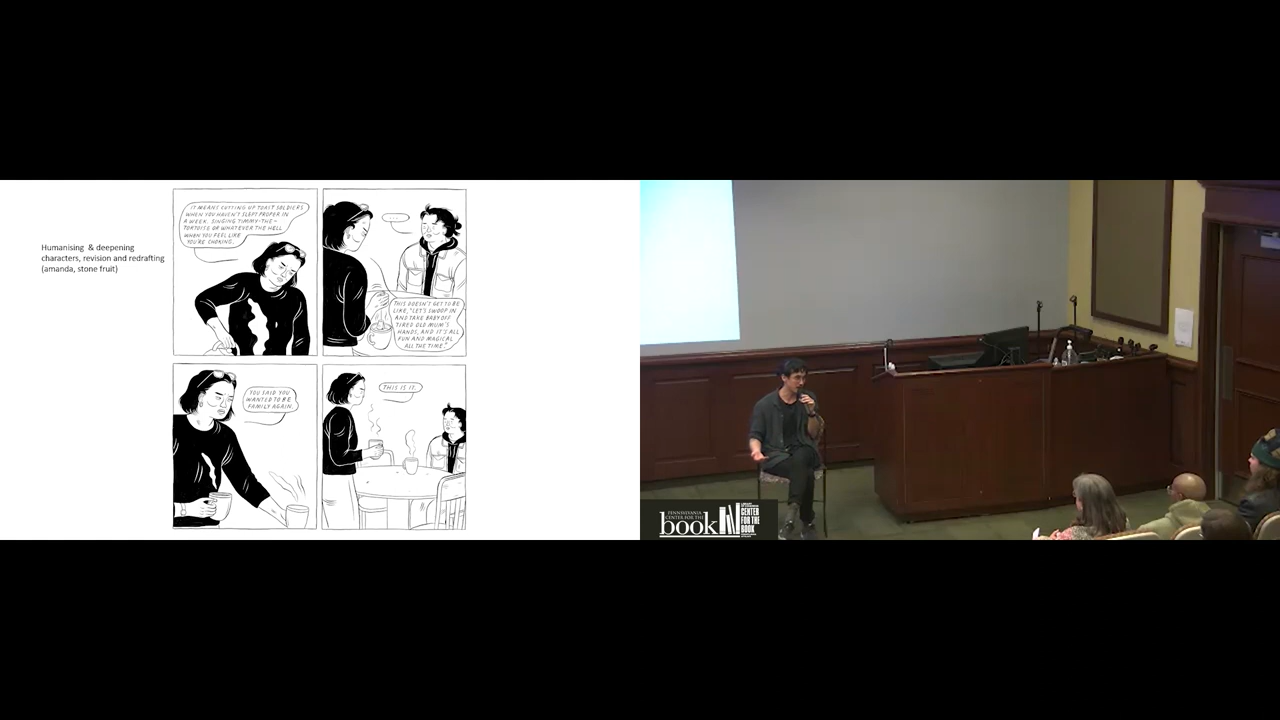 Humanising & deepening
characters, revision and redrafting
(amanda, stone fruit)
IT MEANS CUTTING UP TOAST SOLDIERS
WHEN YOU HAVEN'T SLEPT PROPER IN
A WEEK. SINGING TIMMY-THE-
TORTOISE OR WHATEVER THE HELL
WHEN YOU FEEL LIKE
YOU'RE CHOKING.
....
THIS DOESN'T GET TO BE
LIKE, "LET'S SWOOP IN
AND TAKE BABY OFF
TIRED OLD MUM'S
HANDS, AND IT'S ALL
FUN AND MAGICAL
ALL THE TIME."
YOU SAID YOU
WANTED TO BE
FAMILY AGAIN.
THIS IS IT.
PENNSYLVANIA
CENTER FOR THE
book
CENTER
FOR THE
BOOK